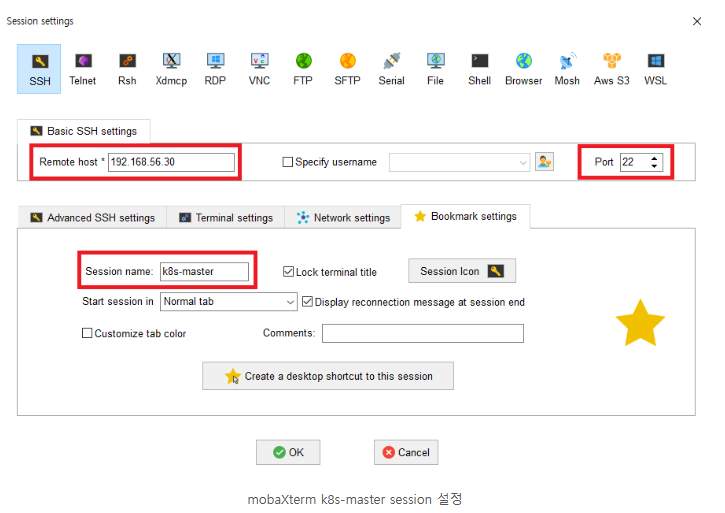 Session settings
SSH Telnet Rsh Xdmcp RDP VNC FTP SFTP Serial File Shell Browser Mosh Aws S3 WSL
Basic SSH settings
Remote host * 192.168.56.30 Specify username Port 22
Advanced SSH settings Terminal settings Network settings Bookmark settings
Session name: k8s-master Lock terminal title Session Icon
Start session in Normal tab Display reconnection message at session end
Customize tab color Comments:
Create a desktop shortcut to this session
OK Cancel
mobaXterm k8s-master session 설정